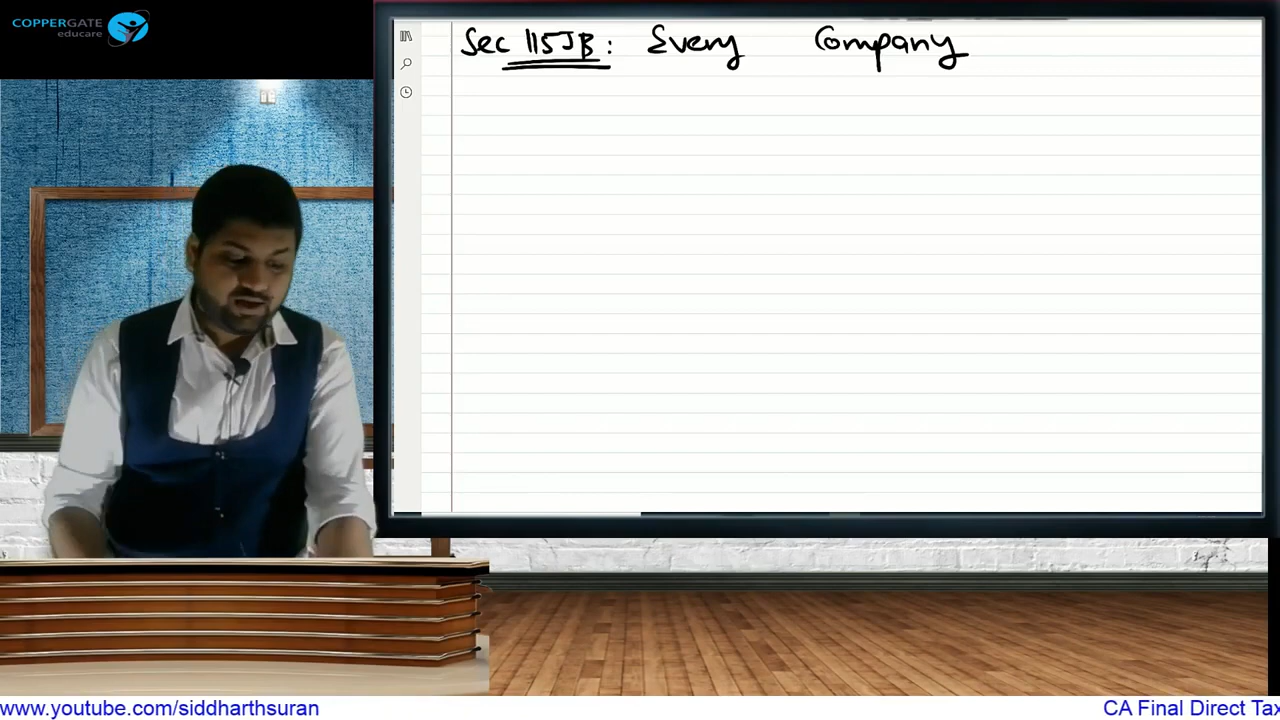 COPPERGATE
educare
Sec 115JB: Every Company
www.youtube.com/siddharthsuran
CA Final Direct Tax